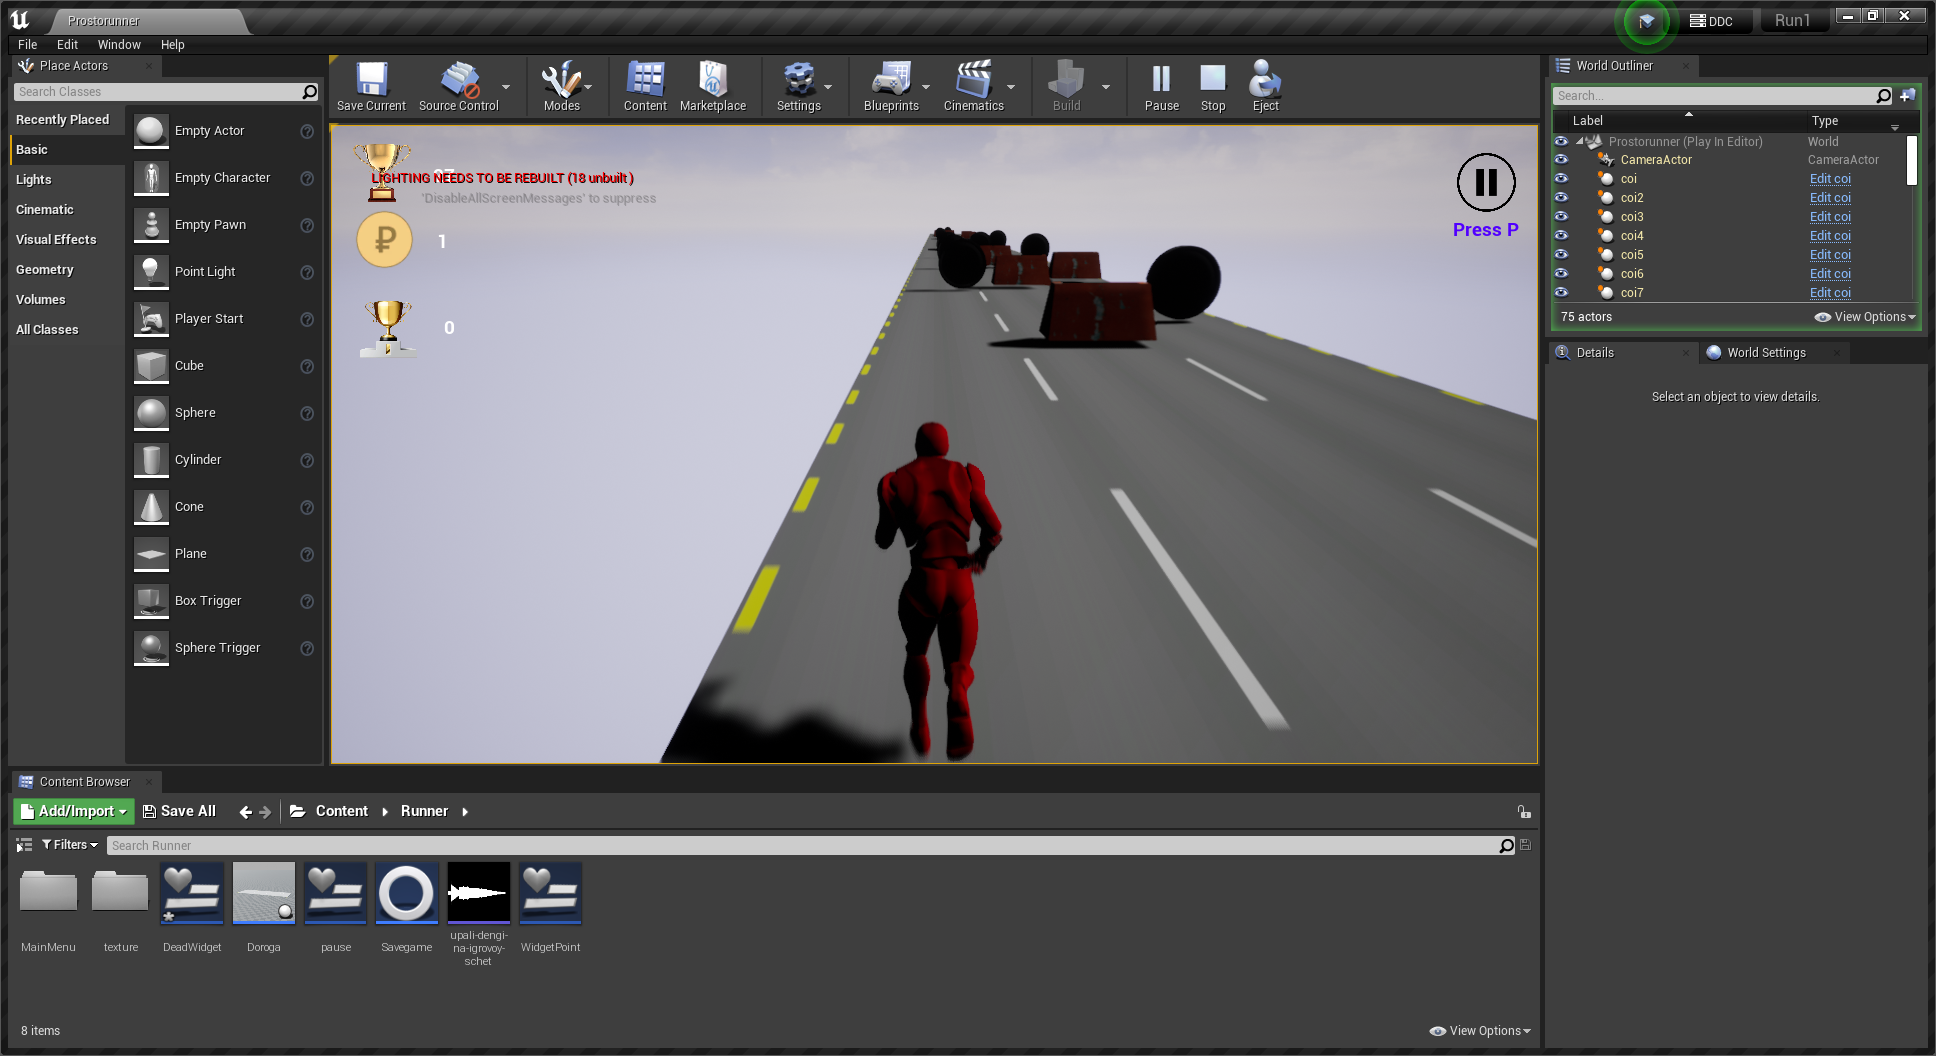 Prostorunner
DDC
Run1
File Edit Window Help
Place Actors
Search Classes
Recently Placed
Basic
Lights
Cinematic
Visual Effects
Geometry
Volumes
All Classes
Empty Actor
Empty Character
Empty Pawn
Point Light
Player Start
Cube
Sphere
Cylinder
Cone
Plane
Box Trigger
Sphere Trigger
Save Current Source Control Modes Content Marketplace Settings Blueprints Cinematics Build Pause Stop Eject
LIGHTING NEEDS TO BE REBUILT (18 unbuilt)
'DisableAllScreenMessages' to suppress
₽ 1
0
Press P
World Outliner
Search...
Label Type
Prostorunner (Play In Editor) World
CameraActor CameraActor
coi Edit coi
coi2 Edit coi
coi3 Edit coi
coi4 Edit coi
coi5 Edit coi
coi6 Edit coi
coi7 Edit coi
75 actors View Options
Details World Settings
Select an object to view details.
Content Browser
Add/Import Save All Content Runner
Filters Search Runner
MainMenu
texture
DeadWidget
Doroga
pause
Savegame
upali-dengi-
na-igrovoy-
schet
WidgetPoint
8 items View Options